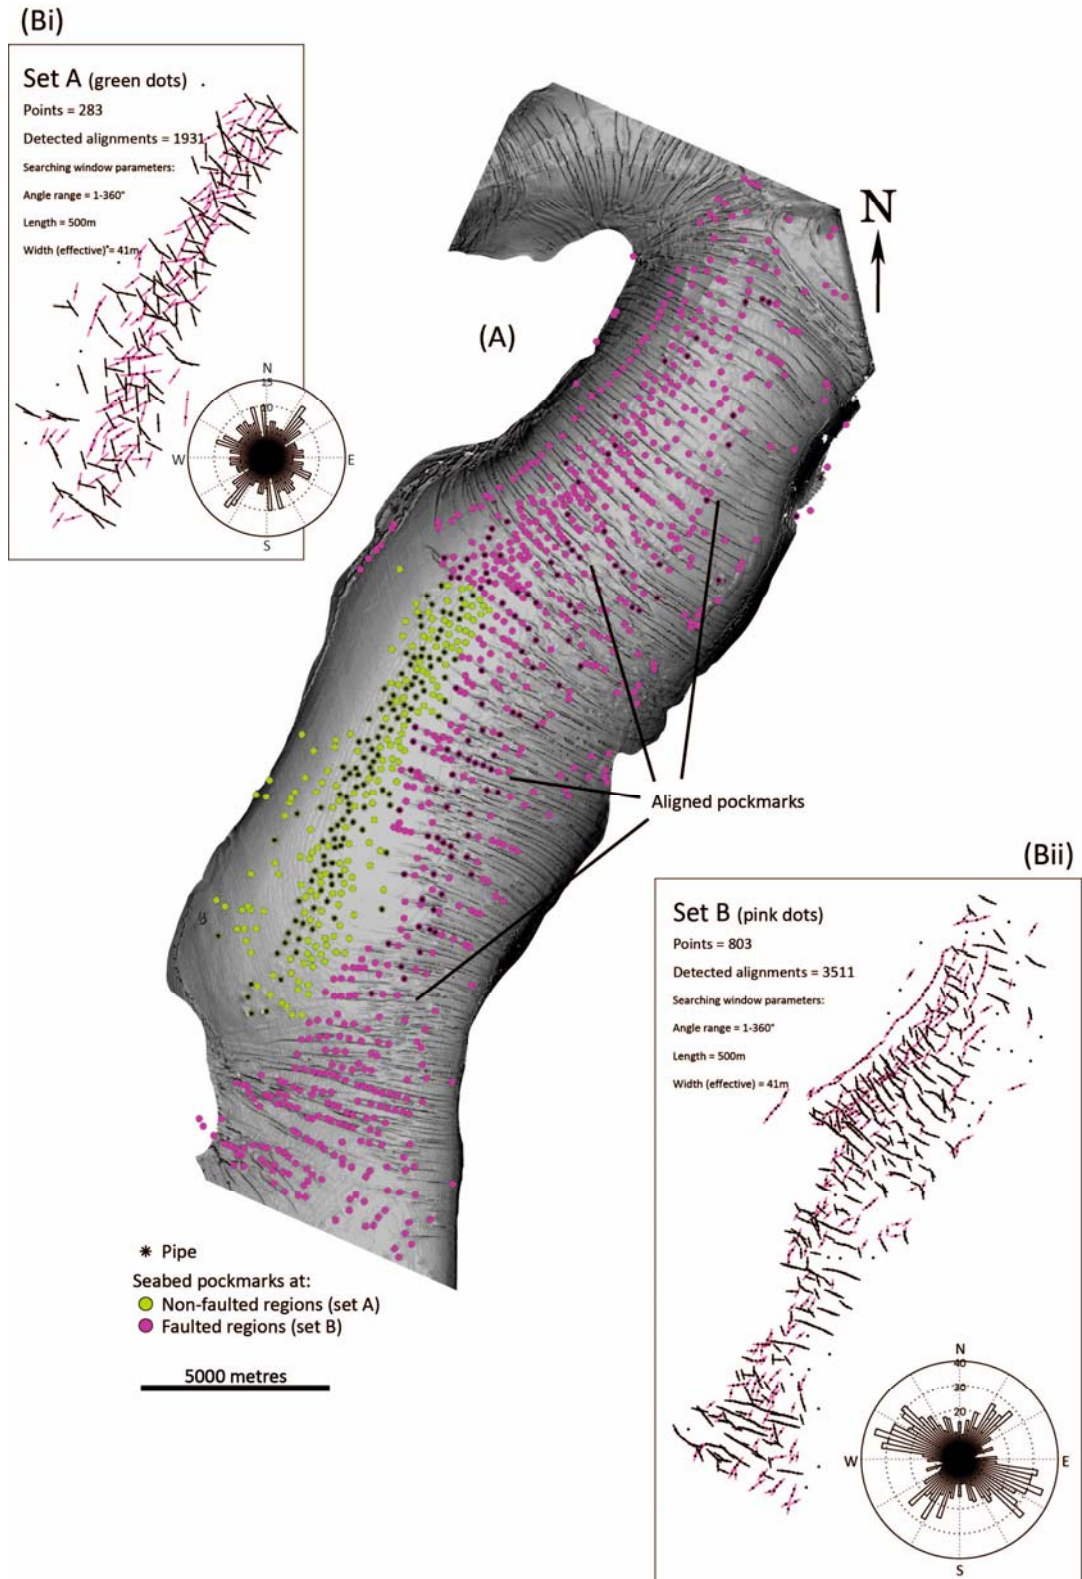 (Bi)
Set A (green dots)
Points = 283
Detected alignments = 1931
Searching window parameters:
Angle range = 1-360°
Length = 500m
Width (effective) = 41m
N
15
10
W
E
S
(A)
N
Aligned pockmarks
(Bii)
Set B (pink dots)
Points = 803
Detected alignments = 3511
Searching window parameters:
Angle range = 1-360°
Length = 500m
Width (effective) = 41m
N
40
30
20
W
E
S
* Pipe
Seabed pockmarks at:
Non-faulted regions (set A)
Faulted regions (set B)
5000 metres